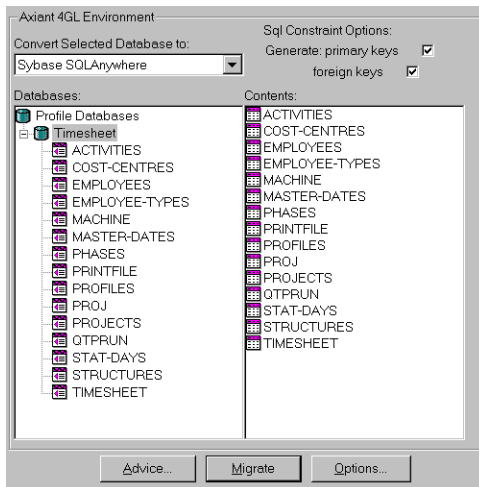 Axiant 4GL Environment
Convert Selected Database to:
Sybase SQLAnywhere
Sql Constraint Options:
Generate: primary keys
foreign keys
Databases:
Profile Databases
Timesheet
ACTIVITIES
COST-CENTRES
EMPLOYEES
EMPLOYEE-TYPES
MACHINE
MASTER-DATES
PHASES
PRINTFILE
PROFILES
PROJ
PROJECTS
QTPRUN
STAT-DAYS
STRUCTURES
TIMESHEET
Contents:
ACTIVITIES
COST-CENTRES
EMPLOYEES
EMPLOYEE-TYPES
MACHINE
MASTER-DATES
PHASES
PRINTFILE
PROFILES
PROJ
PROJECTS
QTPRUN
STAT-DAYS
STRUCTURES
TIMESHEET
Advice...
Migrate
Options...